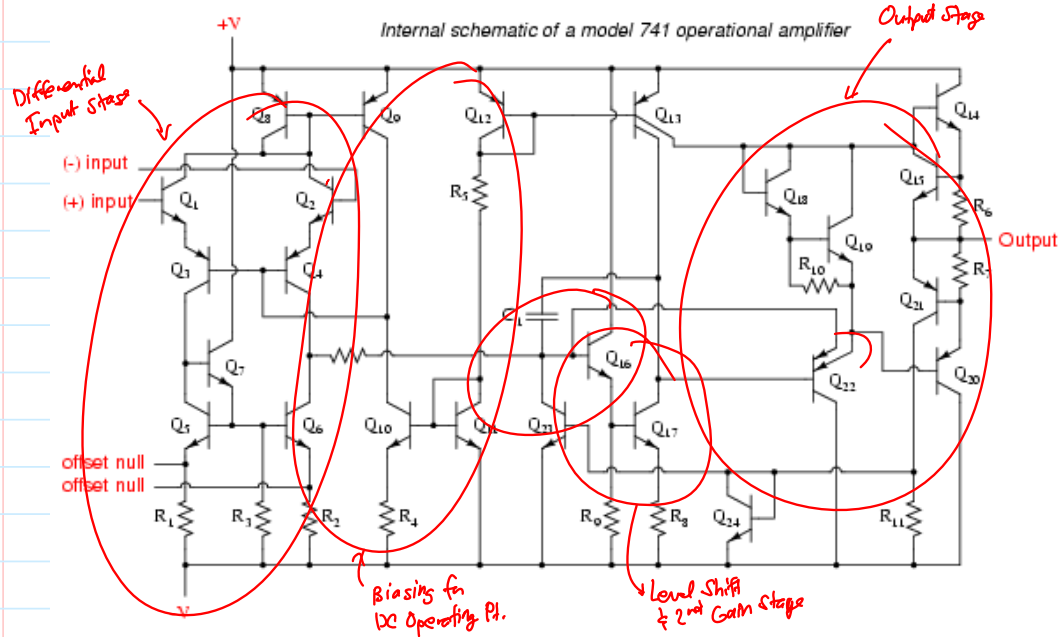 Output Stage
+V
Internal schematic of a model 741 operational amplifier
Differential
Input Stage
Q8
Q9
Q12
Q13
Q14
(-) input
(+) input
Q1
Q2
R5
Q15
Q18
R6
Q19
Output
Q3
Q4
R10
R7
Q21
C1
Q7
Q16
Q22
Q20
Q5
Q6
Q10
Q11
Q23
Q17
offset null
offset null
R1
R3
R2
R4
R9
R8
Q24
R11
Biasing for
DC Operating Pt.
Level Shift
& 2nd Gain Stage